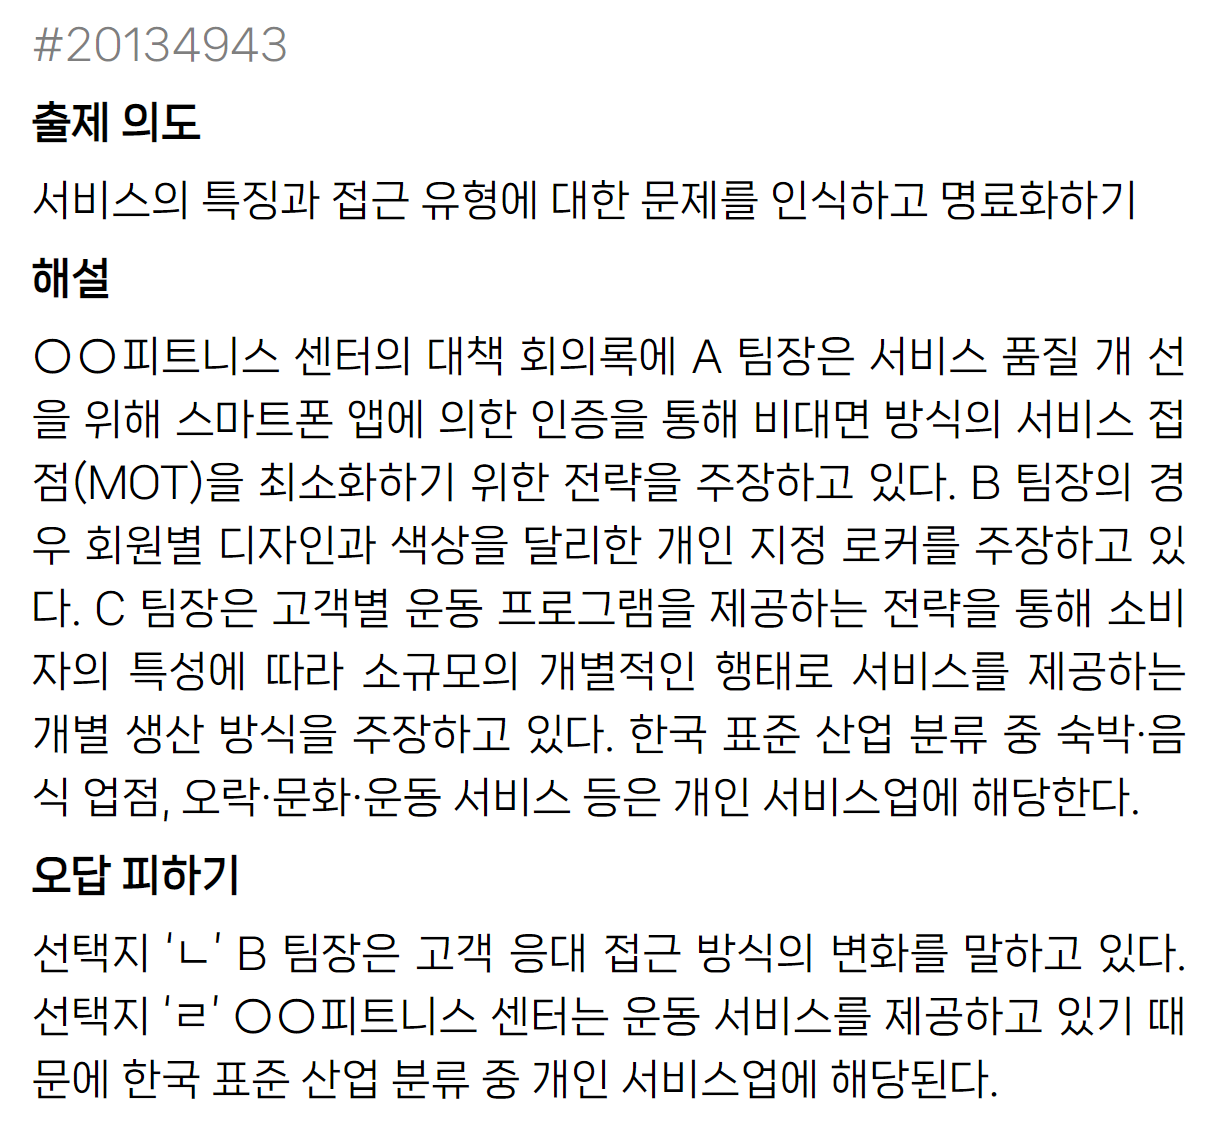 #20134943
출제 의도
서비스의 특징과 접근 유형에 대한 문제를 인식하고 명료화하기
해설
○○피트니스 센터의 대책 회의록에 A 팀장은 서비스 품질 개 선
을 위해 스마트폰 앱에 의한 인증을 통해 비대면 방식의 서비스 접
점(MOT)을 최소화하기 위한 전략을 주장하고 있다. B 팀장의 경
우 회원별 디자인과 색상을 달리한 개인 지정 로커를 주장하고 있
다. C 팀장은 고객별 운동 프로그램을 제공하는 전략을 통해 소비
자의 특성에 따라 소규모의 개별적인 행태로 서비스를 제공하는
개별 생산 방식을 주장하고 있다. 한국 표준 산업 분류 중 숙박·음
식 업점, 오락·문화·운동 서비스 등은 개인 서비스업에 해당한다.
오답 피하기
선택지 ‘ㄴ’ B 팀장은 고객 응대 접근 방식의 변화를 말하고 있다.
선택지 ‘ㄹ’ ○○피트니스 센터는 운동 서비스를 제공하고 있기 때
문에 한국 표준 산업 분류 중 개인 서비스업에 해당된다.